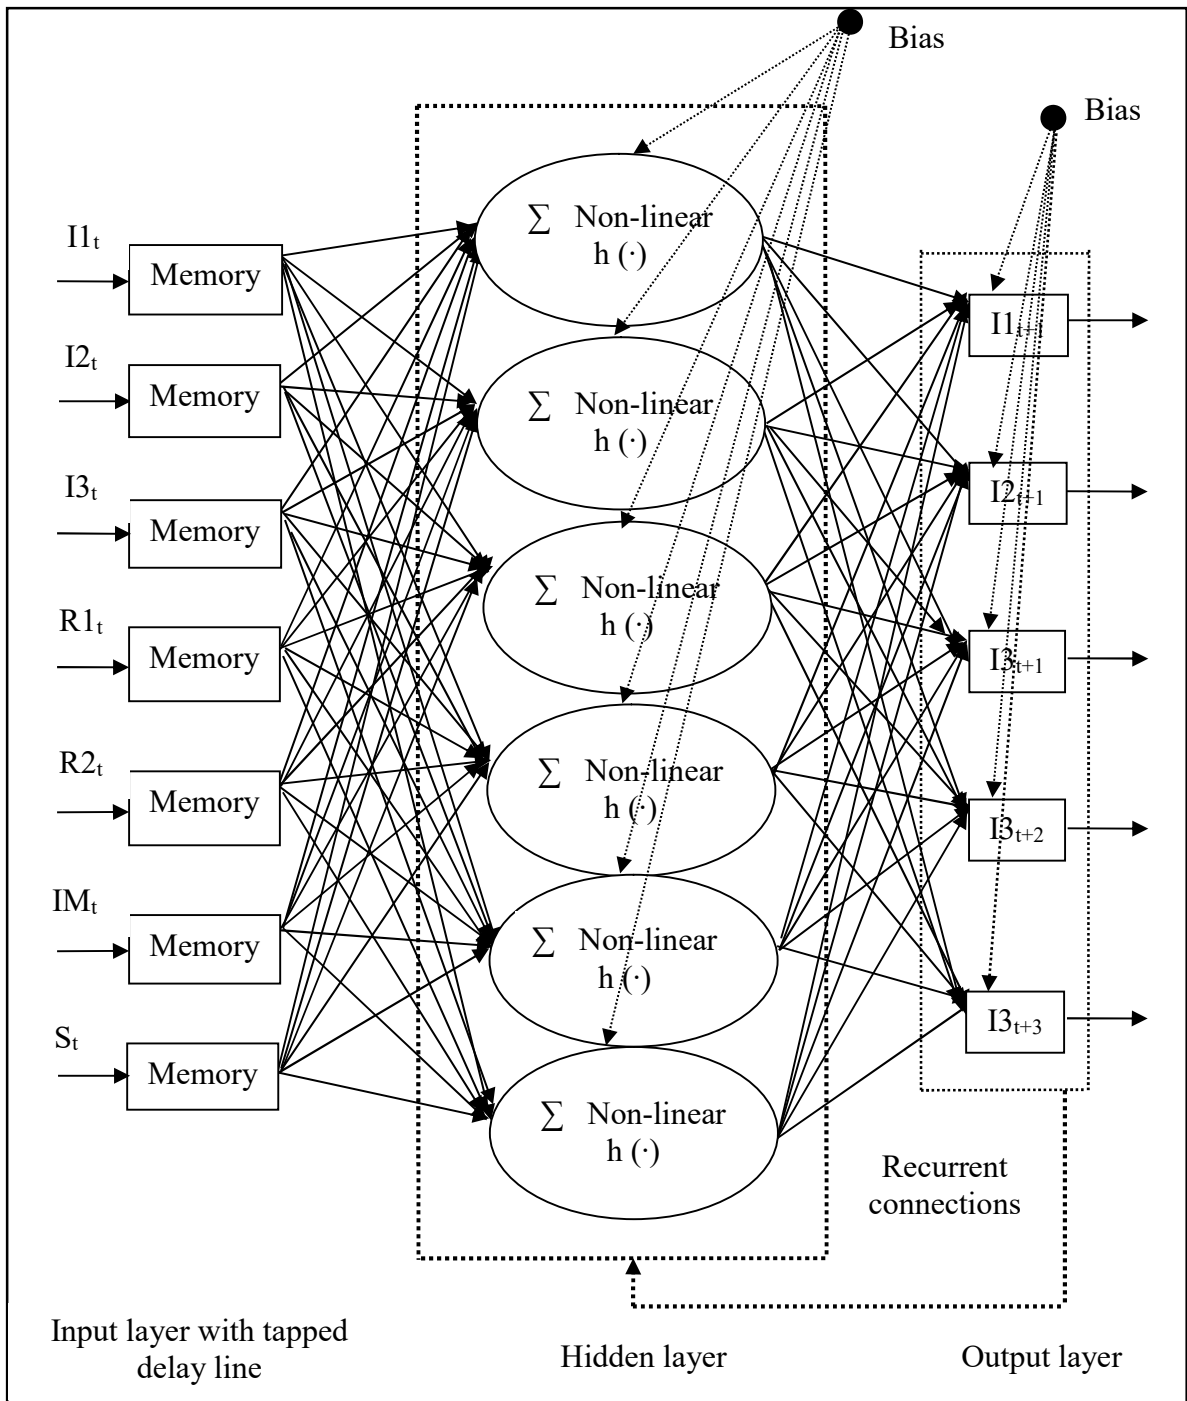 Bias
Bias
I1t
Memory
I2t
Memory
I3t
Memory
R1t
Memory
R2t
Memory
IMt
Memory
St
Memory
∑ Non-linear
h (·)
∑ Non-linear
h (·)
∑ Non-linear
h (·)
∑ Non-linear
h (·)
∑ Non-linear
h (·)
∑ Non-linear
h (·)
I1t+1
I2t+1
I3t+1
I3t+2
I3t+3
Recurrent
connections
Input layer with tapped
delay line
Hidden layer
Output layer